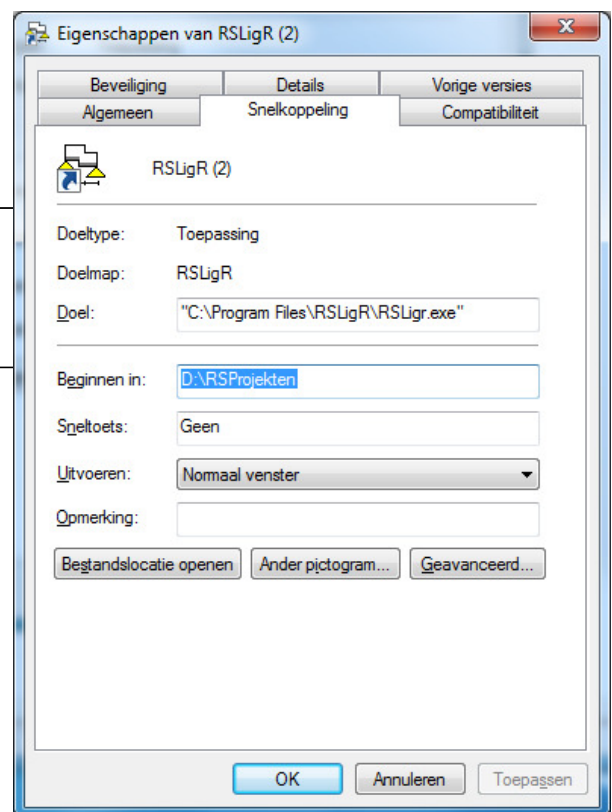 Eigenschappen van RSLigR (2)
Beveiliging Details Vorige versies
Algemeen Snelkoppeling Compatibiliteit
RSLigR (2)
Doeltype: Toepassing
Doelmap: RSLigR
Doel: "C:\Program Files\RSLigR\RSLigr.exe"
Beginnen in: D:\RSProjekten
Sneltoets: Geen
Uitvoeren: Normaal venster
Opmerking:
Bestandslocatie openen Ander pictogram... Geavanceerd...
OK Annuleren Toepassen